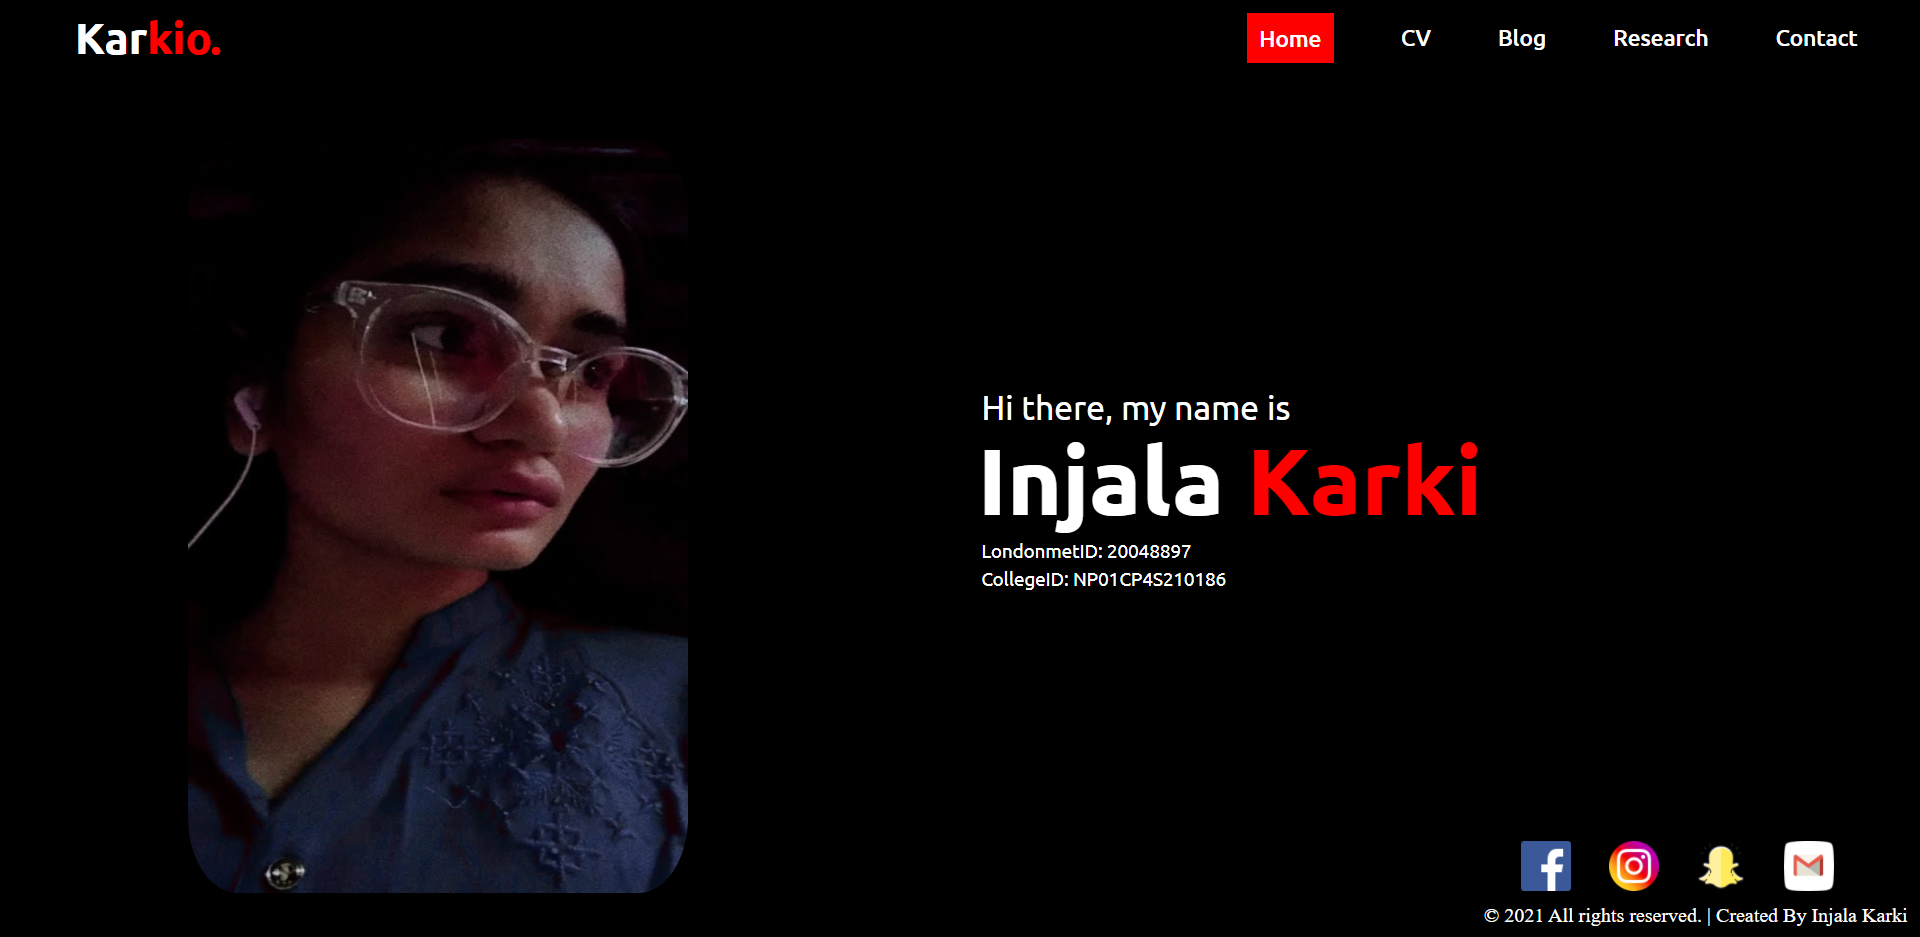 Karkio.
Home CV Blog Research Contact
Hi there, my name is
Injala Karki
LondonmetID: 20048897
CollegeID: NP01CP4S210186
© 2021 All rights reserved. | Created By Injala Karki